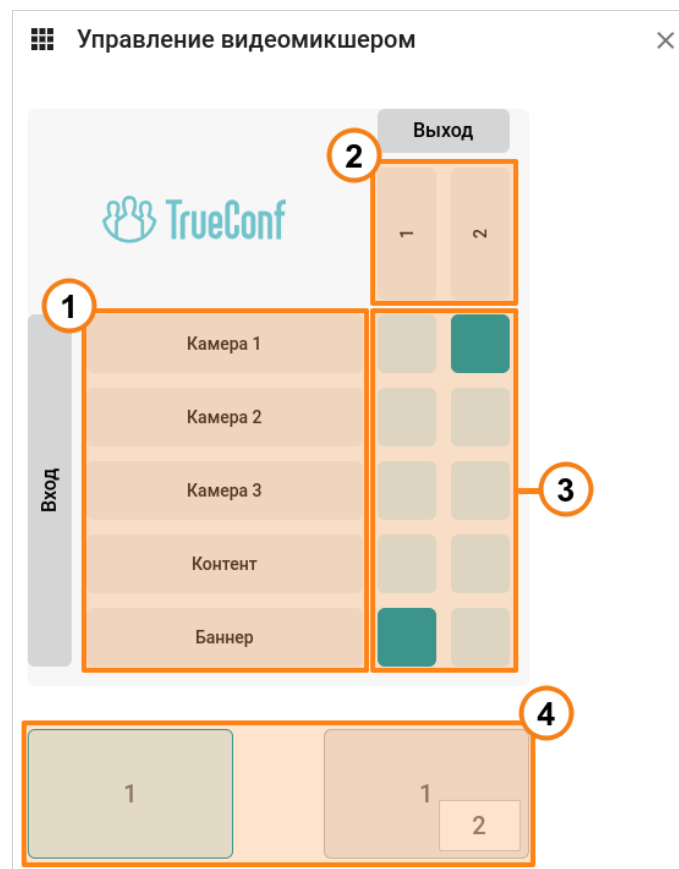 Управление видеомикшером
Выход
2
TrueConf
1
2
1
Камера 1
Камера 2
Вход
Камера 3
3
Контент
Баннер
4
1
1
2